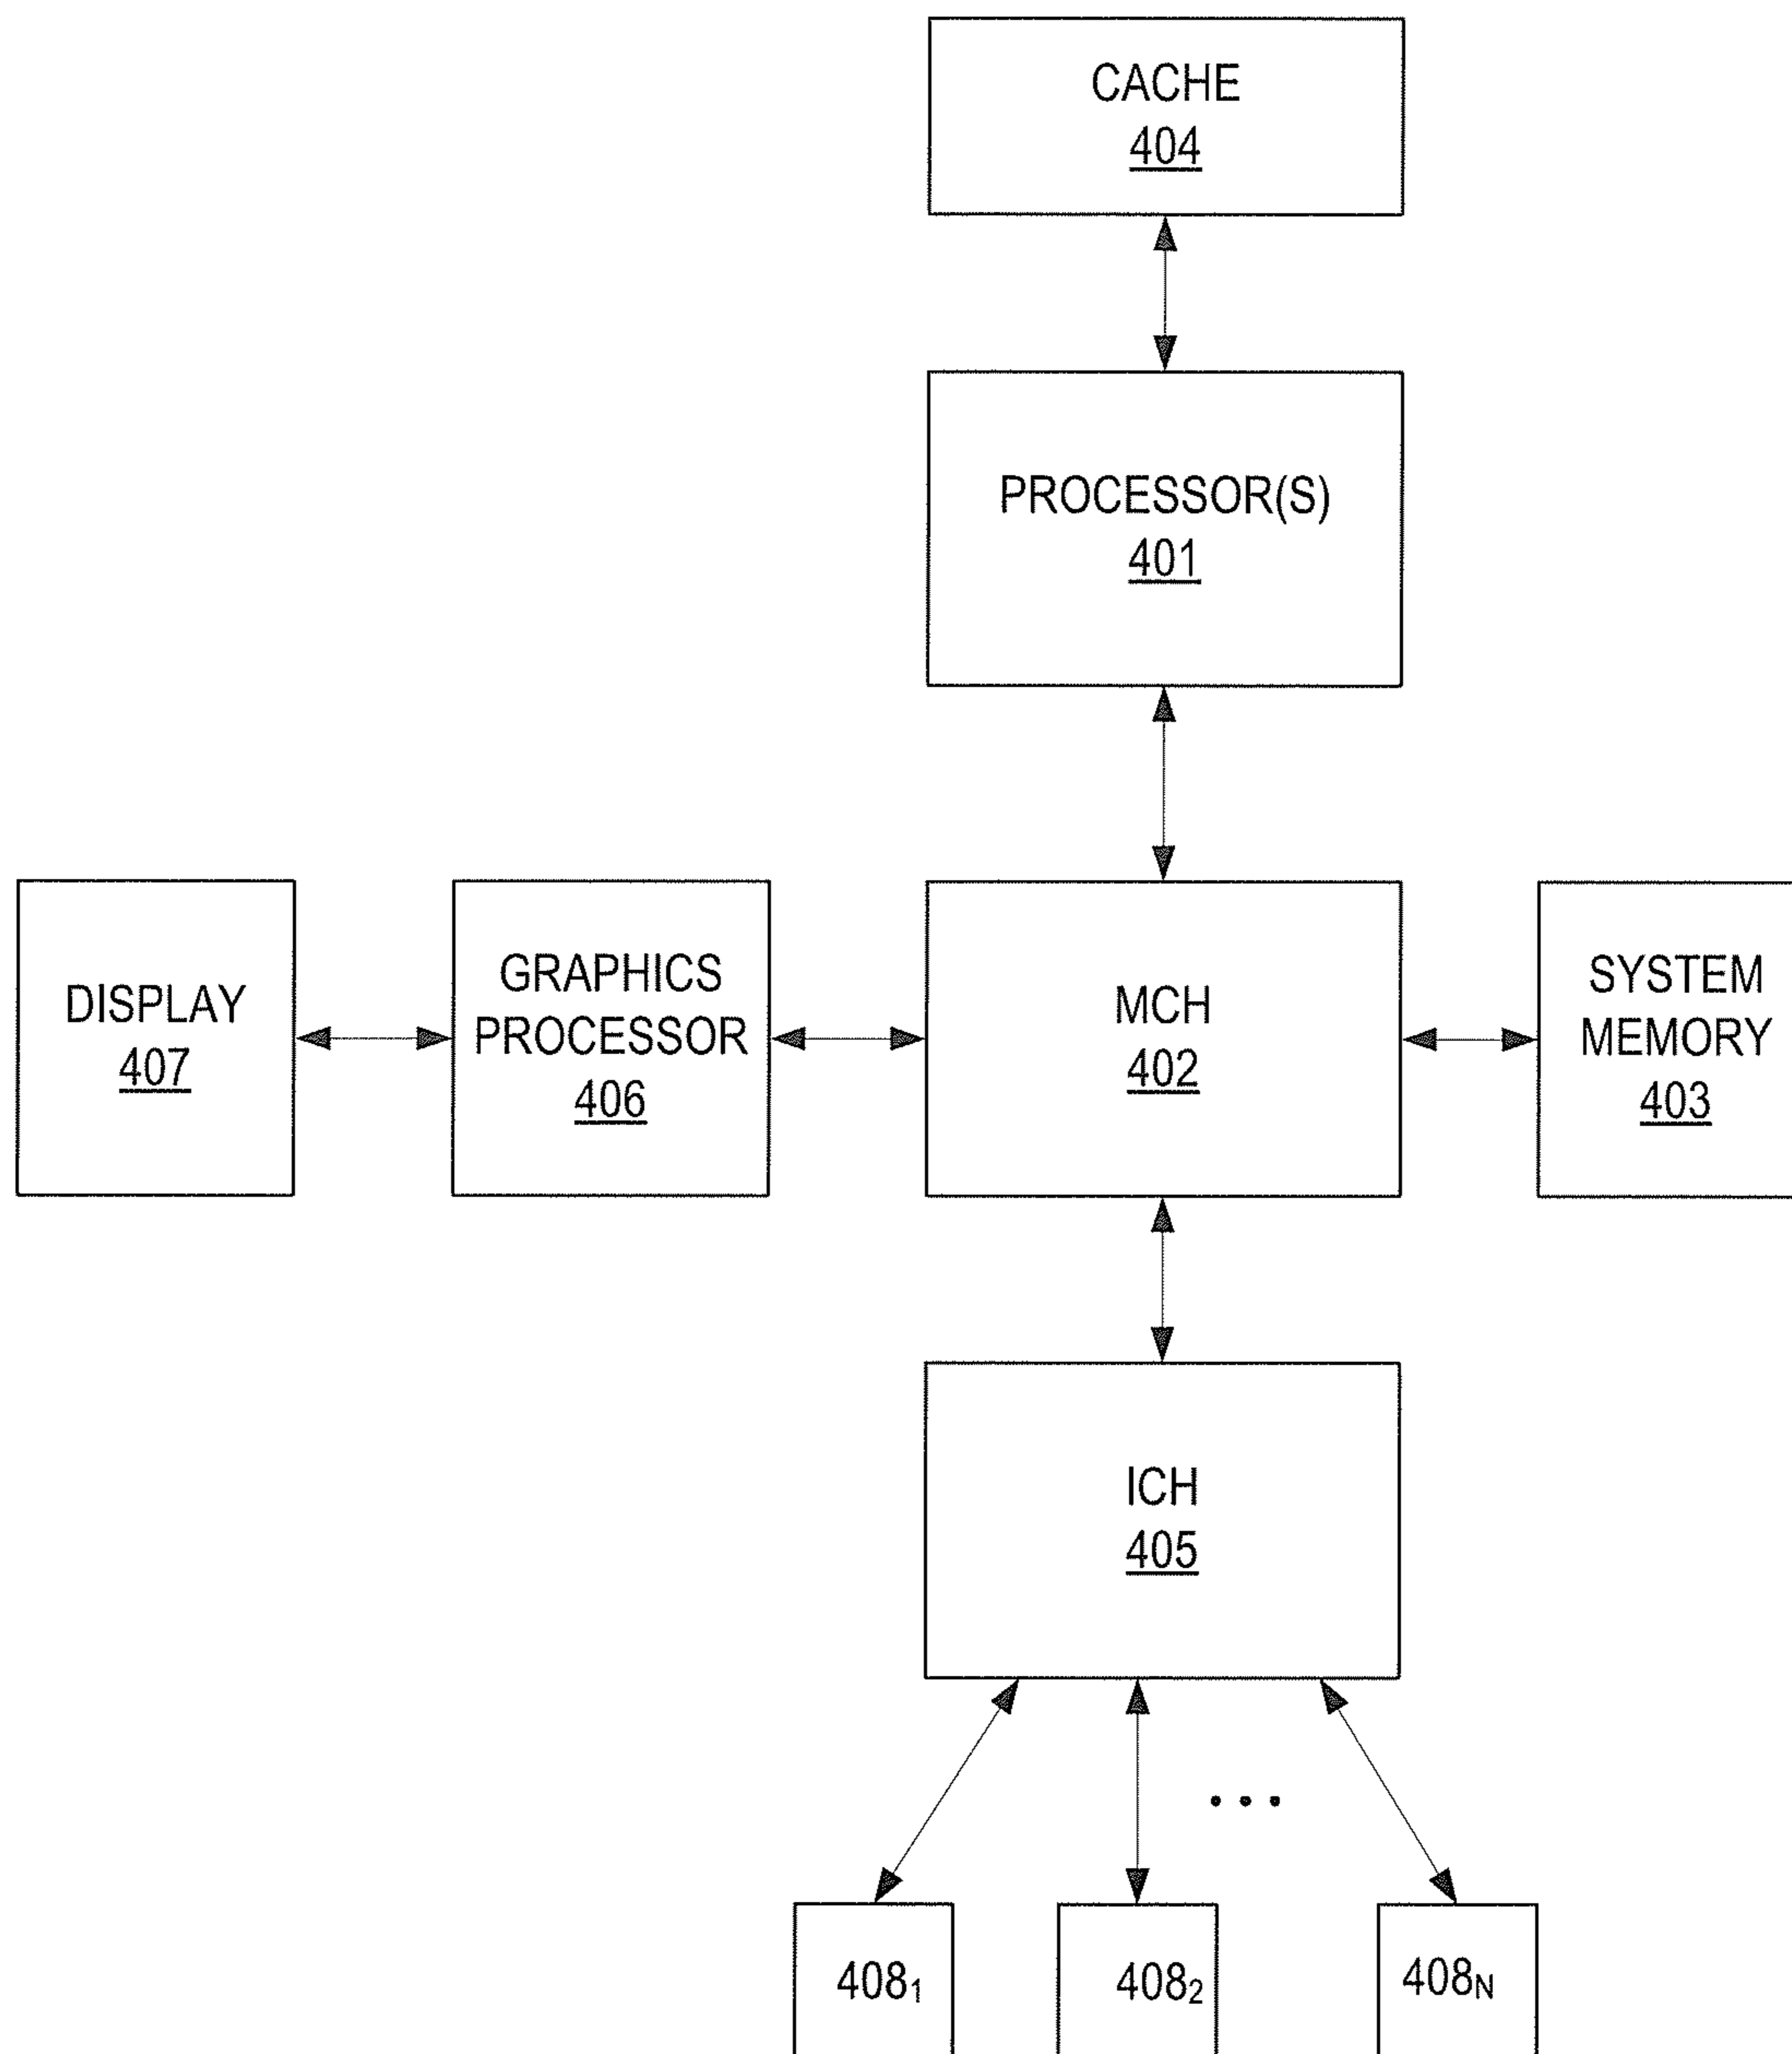 CACHE
404
PROCESSOR(S)
401
DISPLAY
407
GRAPHICS
PROCESSOR
406
MCH
402
SYSTEM
MEMORY
403
ICH
405
...
408₁
408₂
408N